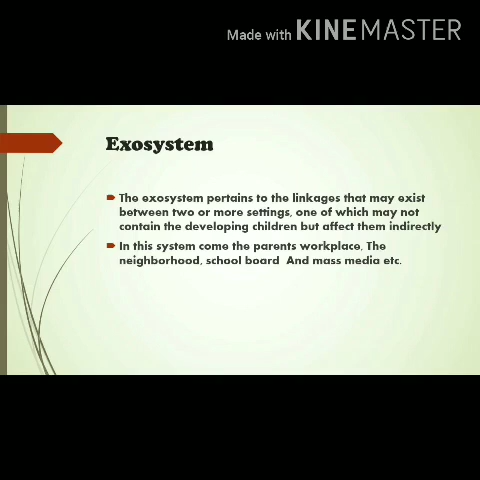 Made with KINEMASTER
Exosystem
The exosystem pertains to the linkages that may exist
between two or more settings, one of which may not
contain the developing children but affect them indirectly
In this system come the parents workplace, The
neighborhood, school board And mass media etc.